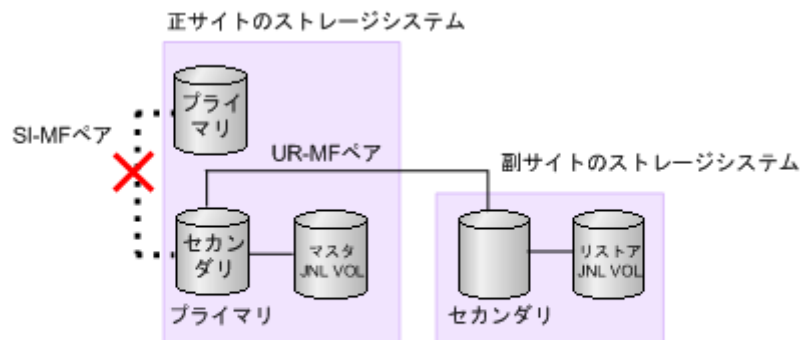 正サイトのストレージシステム
プライ
マリ
SI-MFペア
UR-MFペア
副サイトのストレージシステム
セカン
ダリ
マスタ
JNL VOL
リストア
JNL VOL
プライマリ
セカンダリ